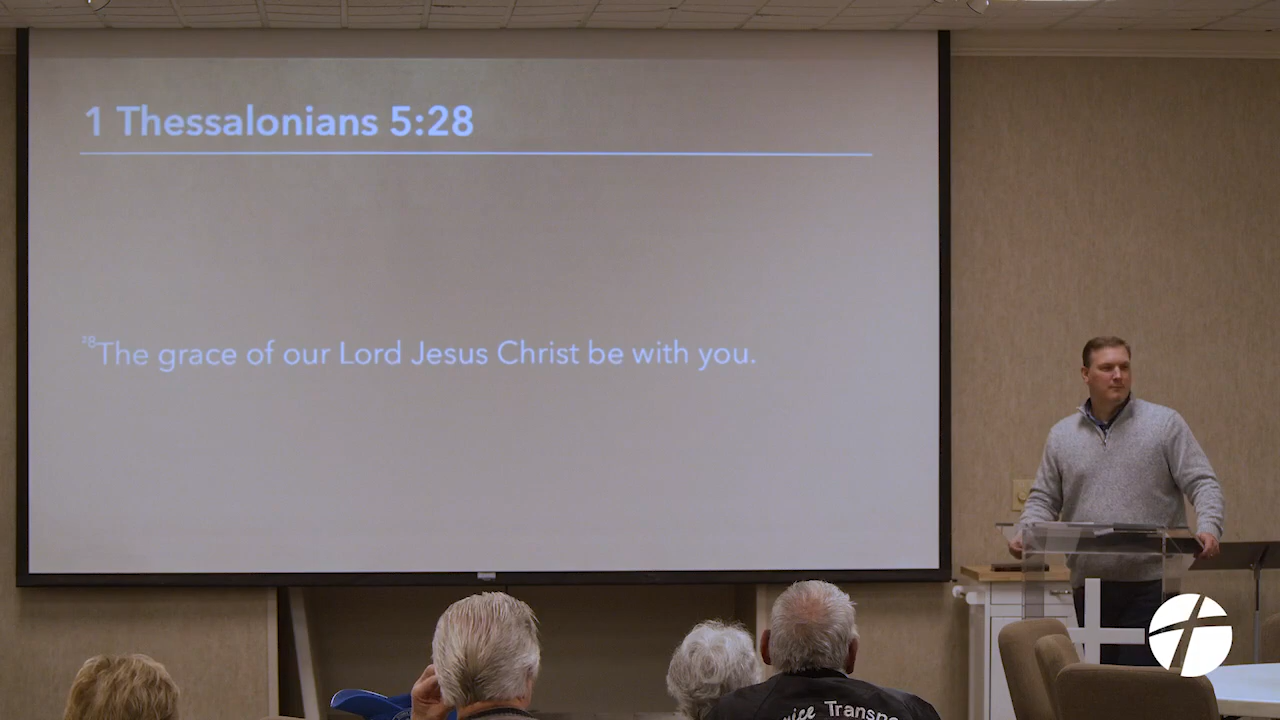 1 Thessalonians 5:28
28The grace of our Lord Jesus Christ be with you.